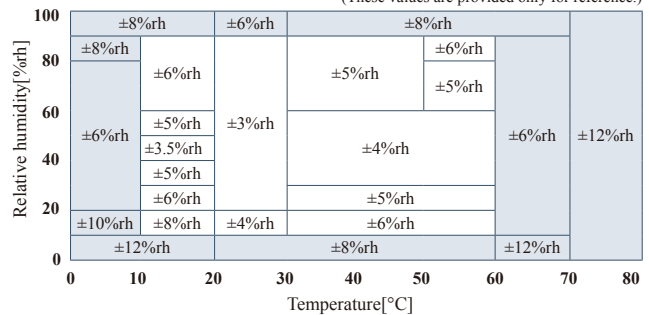 (These values are provided only for reference.)
±8%rh ±6%rh ±8%rh
100
±8%rh ±6%rh
80
±6%rh ±5%rh
±5%rh
60
±5%rh ±3%rh
±6%rh ±3.5%rh ±4%rh ±6%rh ±12%rh
40
±5%rh
±6%rh ±5%rh
20
±10%rh ±8%rh ±4%rh ±6%rh
±12%rh ±8%rh ±12%rh
0
0 10 20 30 40 50 60 70 80
Temperature[°C]
Relative humidity[%rh]